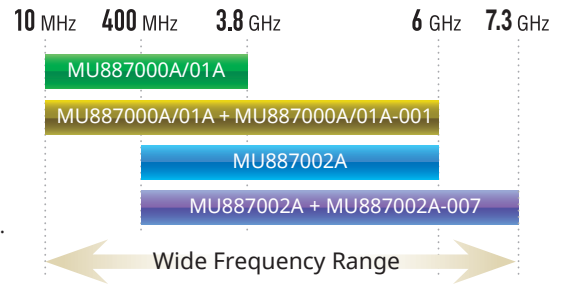 10 MHz 400 MHz 3.8 GHz 6 GHz 7.3 GHz
MU887000A/01A
MU887000A/01A + MU887000A/01A-001
MU887002A
MU887002A + MU887002A-007
.
Wide Frequency Range